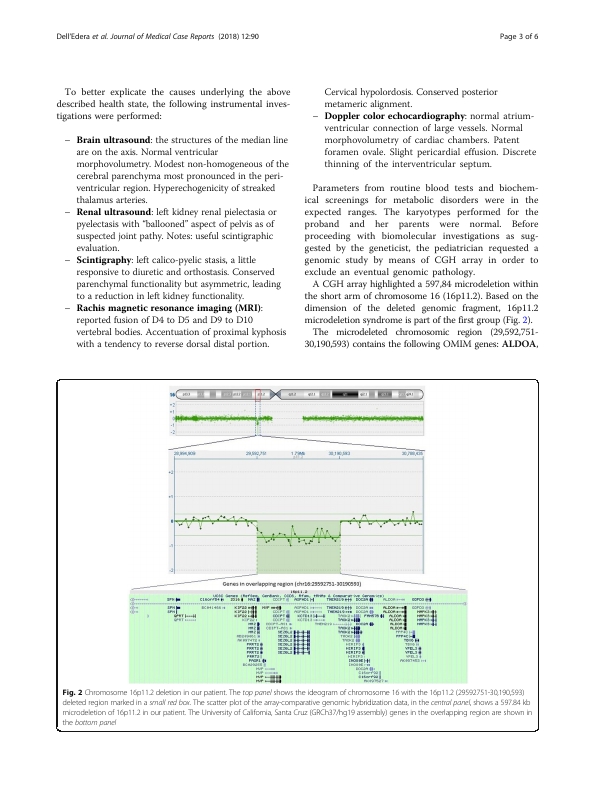 Dell'Edera et al. Journal of Medical Case Reports (2018) 12:90
Page 3 of 6
To better explicate the causes underlying the above
described health state, the following instrumental inves-
tigations were performed:
– Brain ultrasound: the structures of the median line
are on the axis. Normal ventricular
morphovolumetry. Modest non-homogeneous of the
cerebral parenchyma most pronounced in the peri-
ventricular region. Hyperechogenicity of streaked
thalamus arteries.
– Renal ultrasound: left kidney renal pielectasia or
pyelectasis with "ballooned" aspect of pelvis as of
suspected joint pathy. Notes: useful scintigraphic
evaluation.
– Scintigraphy: left calico-pyelic stasis, a little
responsive to diuretic and orthostasis. Conserved
parenchymal functionality but asymmetric, leading
to a reduction in left kidney functionality.
– Rachis magnetic resonance imaging (MRI):
reported fusion of D4 to D5 and D9 to D10
vertebral bodies. Accentuation of proximal kyphosis
with a tendency to reverse dorsal distal portion.
Cervical hypolordosis. Conserved posterior
metameric alignment.
– Doppler color echocardiography: normal atrium-
ventricular connection of large vessels. Normal
morphovolumetry of cardiac chambers. Patent
foramen ovale. Slight pericardial effusion. Discrete
thinning of the interventricular septum.
Parameters from routine blood tests and biochem-
ical screenings for metabolic disorders were in the
expected ranges. The karyotypes performed for the
proband and her parents were normal. Before
proceeding with biomolecular investigations as sug-
gested by the geneticist, the pediatrician requested a
genomic study by means of CGH array in order to
exclude an eventual genomic pathology.
A CGH array highlighted a 597,84 microdeletion within
the short arm of chromosome 16 (16p11.2). Based on the
dimension of the deleted genomic fragment, 16p11.2
microdeletion syndrome is part of the first group (Fig. 2).
The microdeleted chromosomic region (29,592,751-
30,190,593) contains the following OMIM genes: ALDOA,
29,592,751
30,190,593
Genes in overlapping region (chr16:29592751-30190593)
Fig. 2 Chromosome 16p11.2 deletion in our patient. The top panel shows the ideogram of chromosome 16 with the 16p11.2 (29592751-30,190,593)
deleted region marked in a small red box. The scatter plot of the array-comparative genomic hybridization data, in the central panel, shows a 597.84 kb
microdeletion of 16p11.2 in our patient. The University of California, Santa Cruz (GRCh37/hg19 assembly) genes in the overlapping region are shown in
the bottom panel